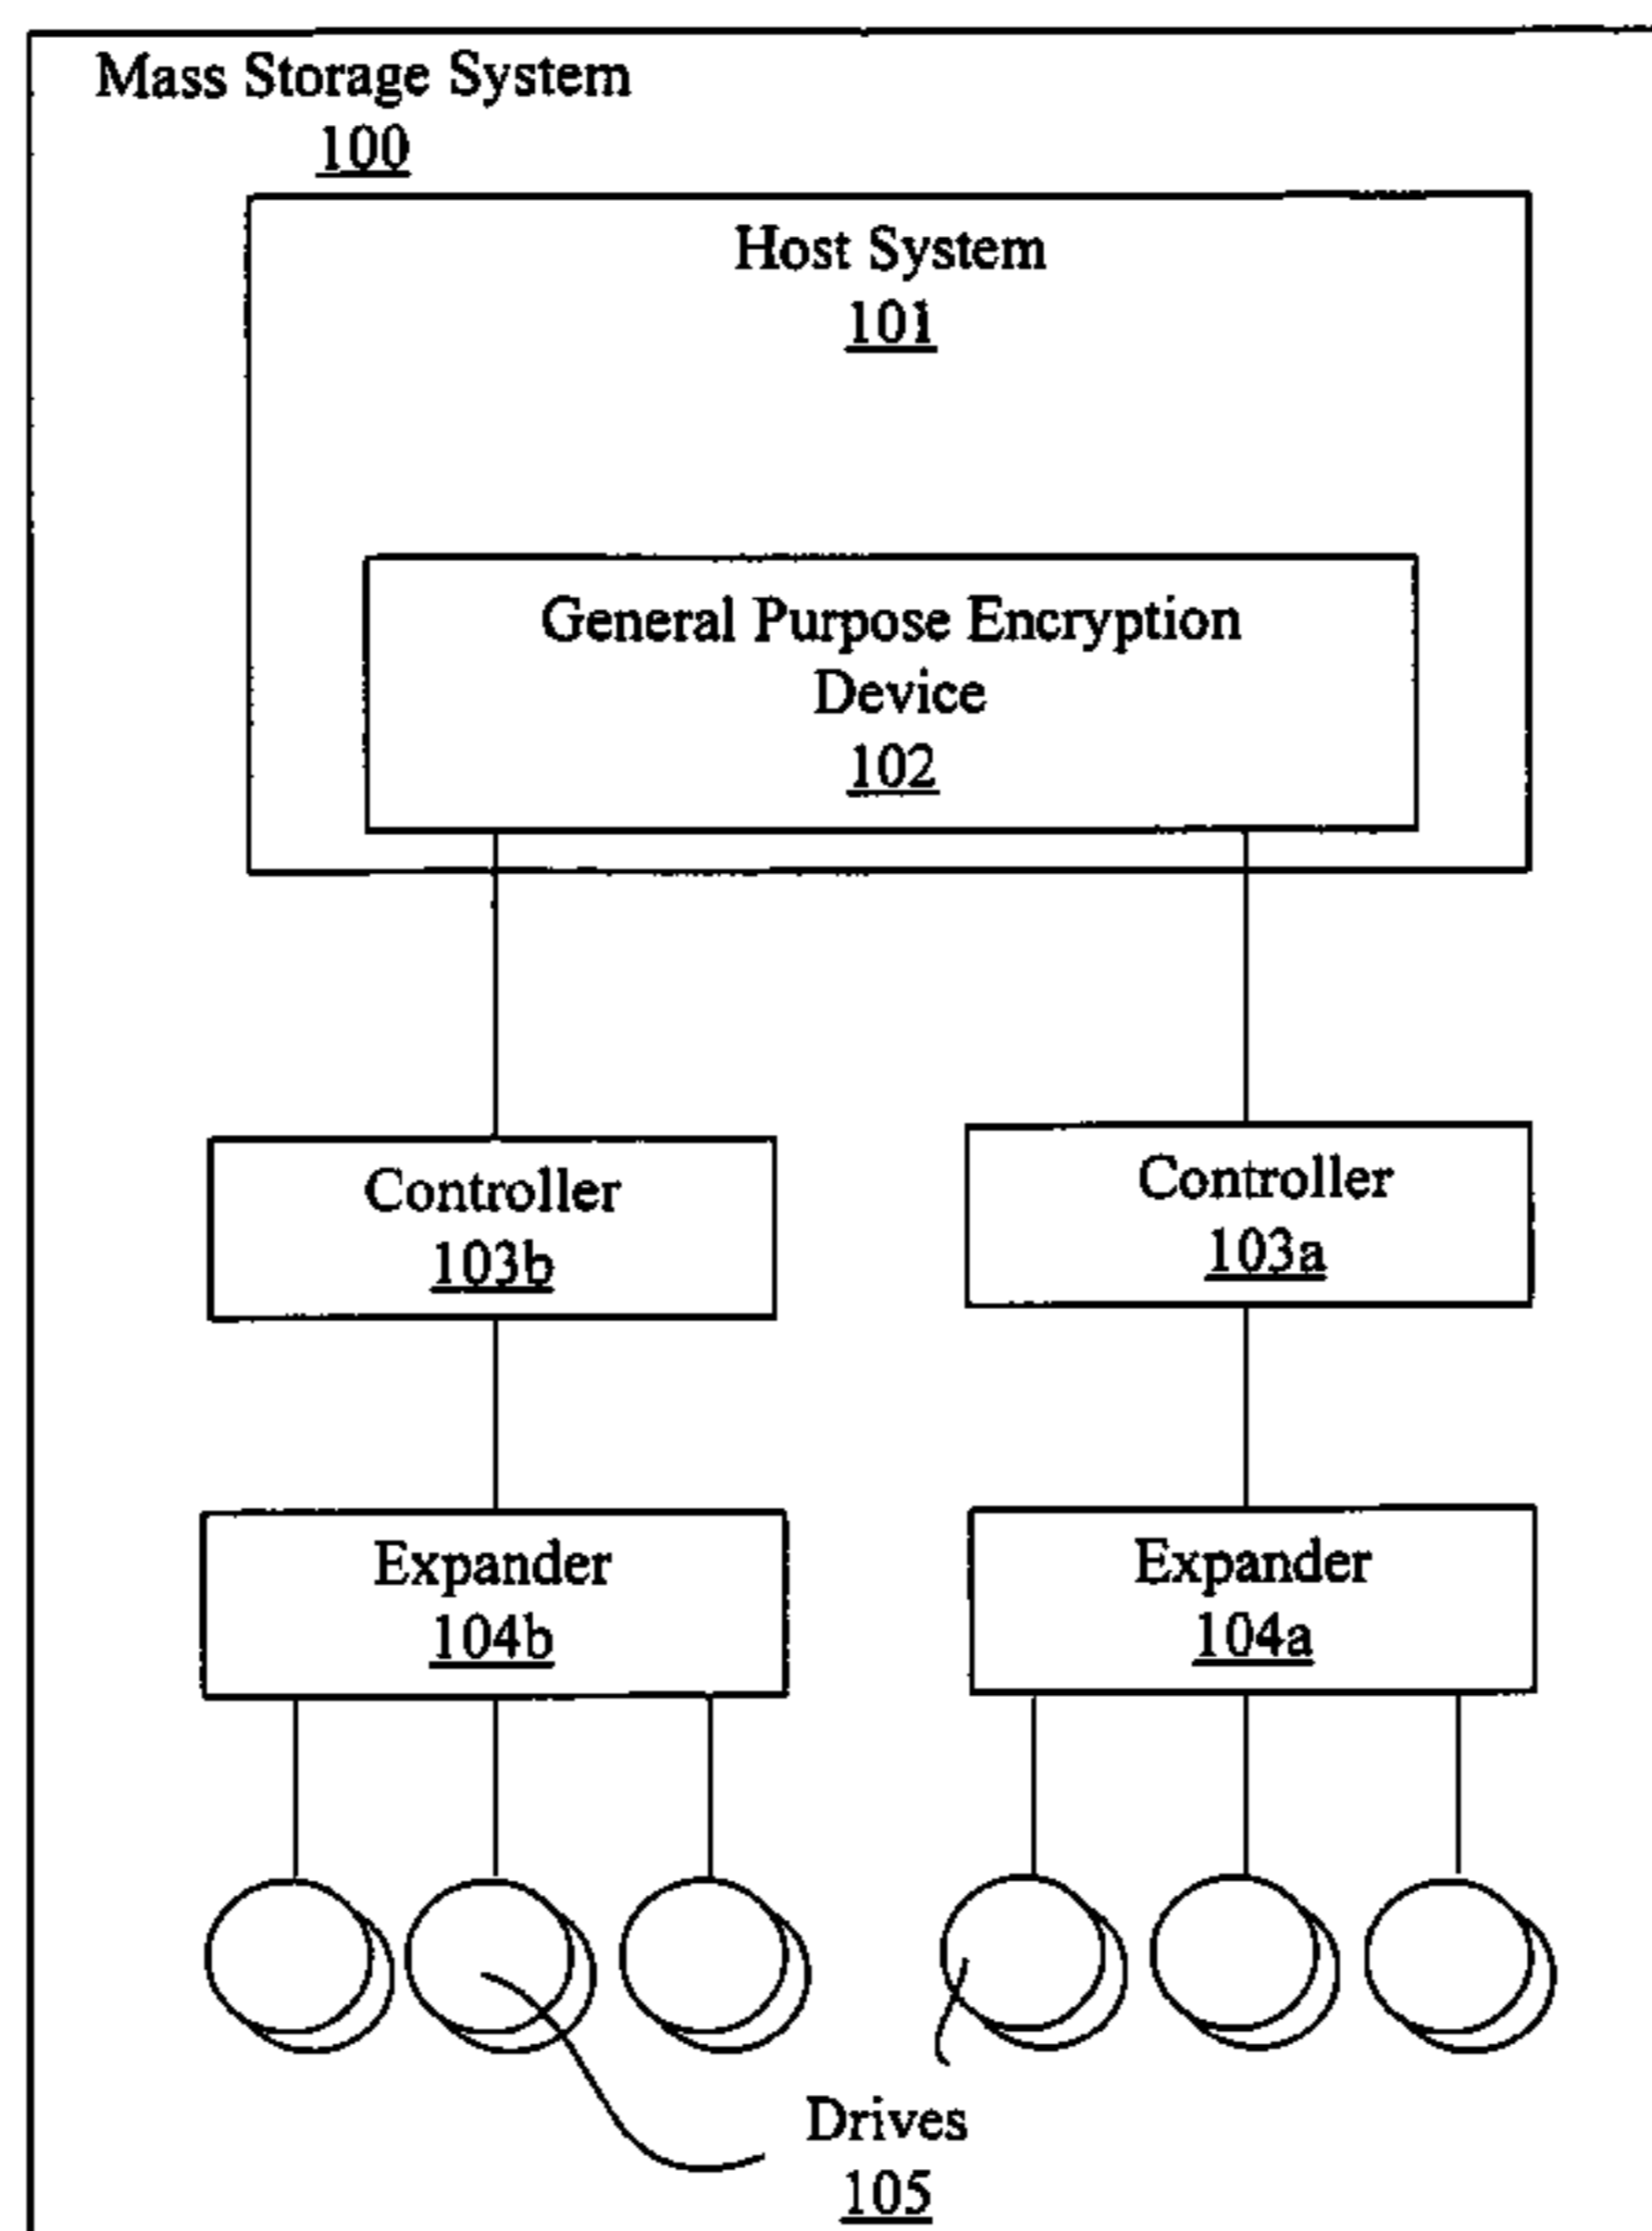 Mass Storage System
100
Host System
101
General Purpose Encryption
Device
102
Controller
103b
Controller
103a
Expander
104b
Expander
104a
Drives
105